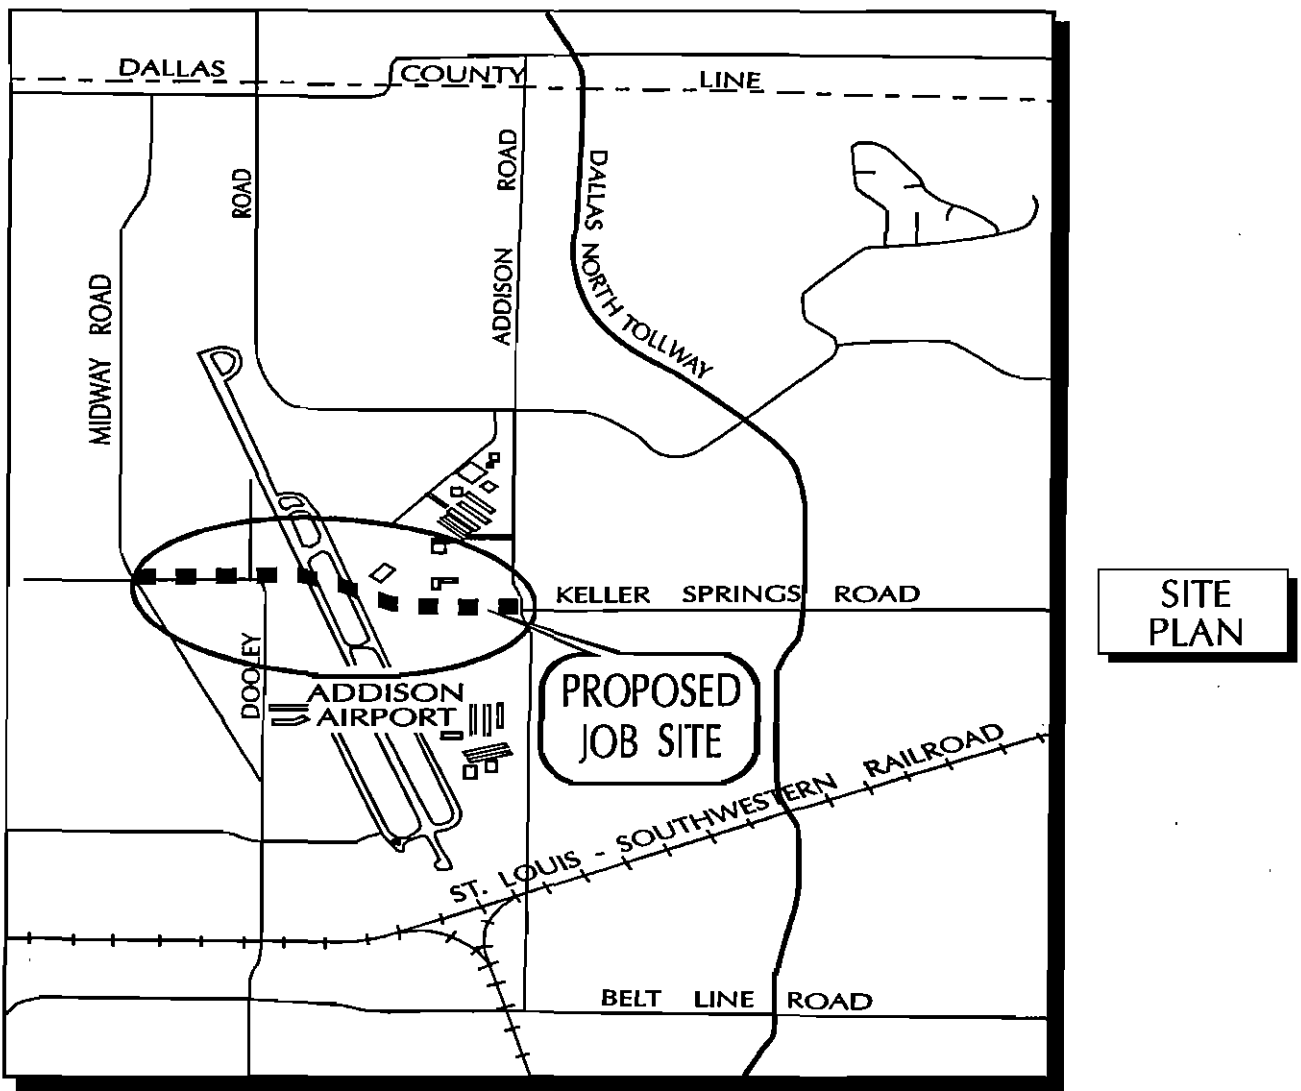 DALLAS COUNTY LINE
ROAD
ADDISON ROAD
DALLAS NORTH TOLLWAY
MIDWAY ROAD
KELLER SPRINGS ROAD
SITE
PLAN
DOOLEY
ADDISON
AIRPORT
PROPOSED
JOB SITE
ST. LOUIS - SOUTHWESTERN RAILROAD
BELT LINE ROAD